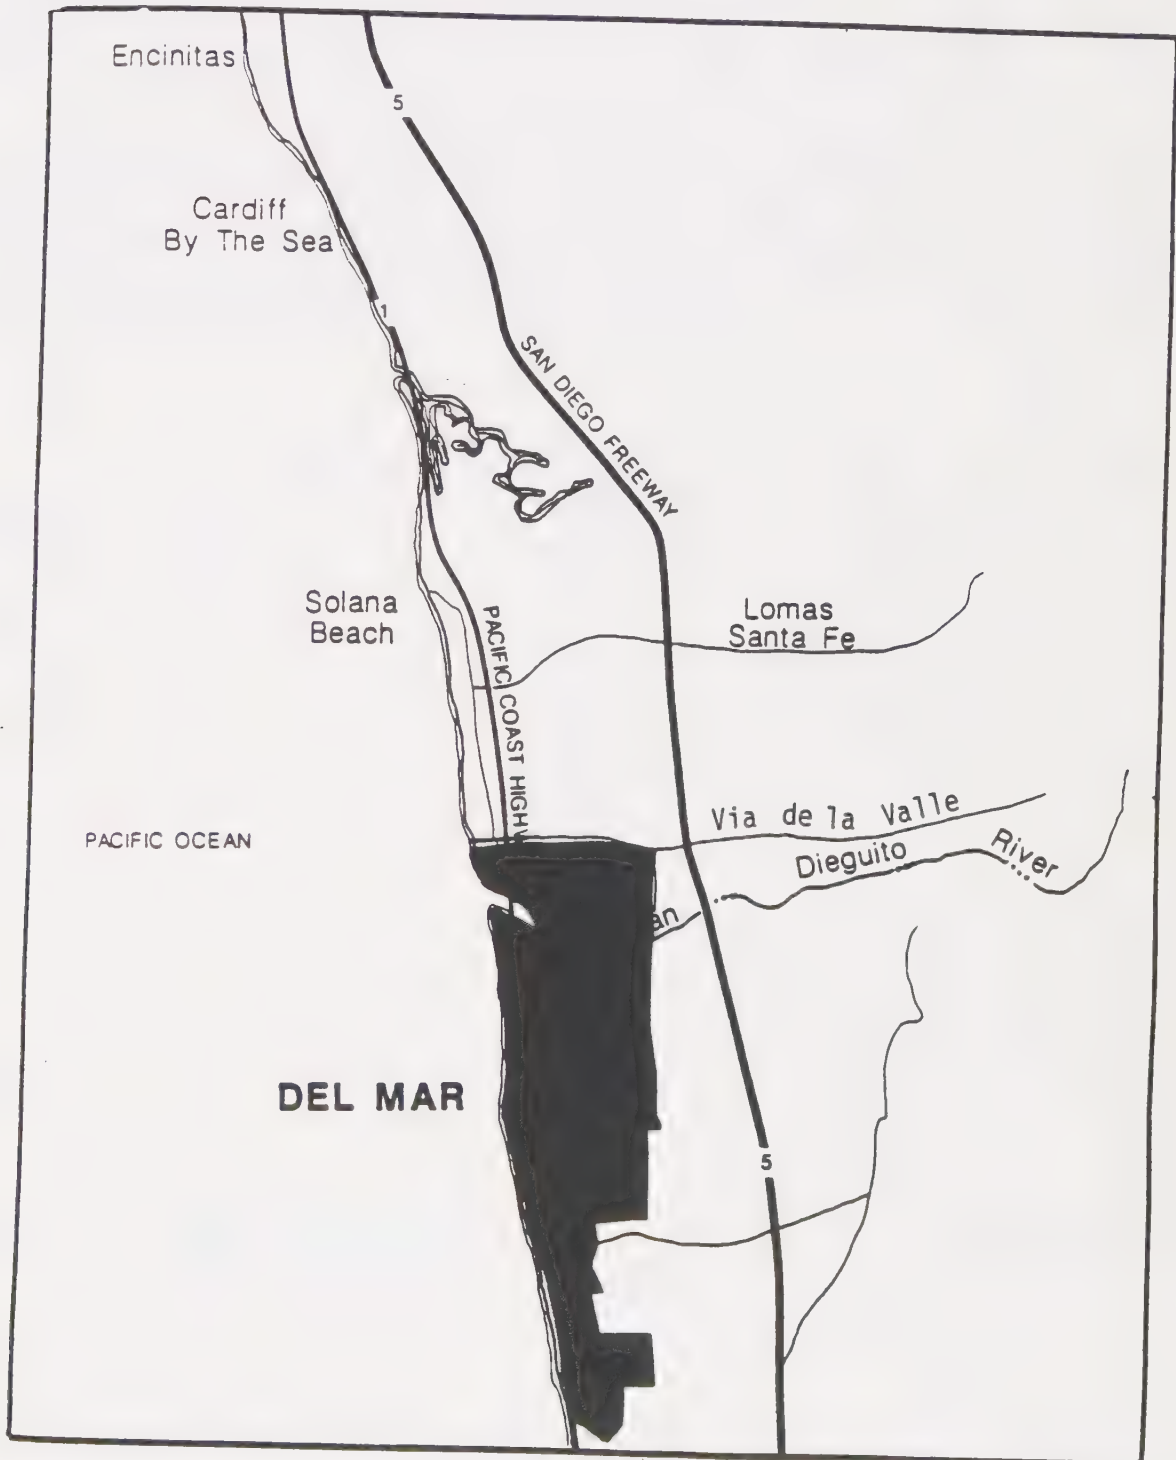 Encinitas
5
Cardiff
By The Sea
1
SAN DIEGO FREEWAY
Solana
Beach
PACIFIC COAST HIGH
Lomas
Santa Fe
Via de la Valle
PACIFIC OCEAN
Dieguito River
an
DEL MAR
5